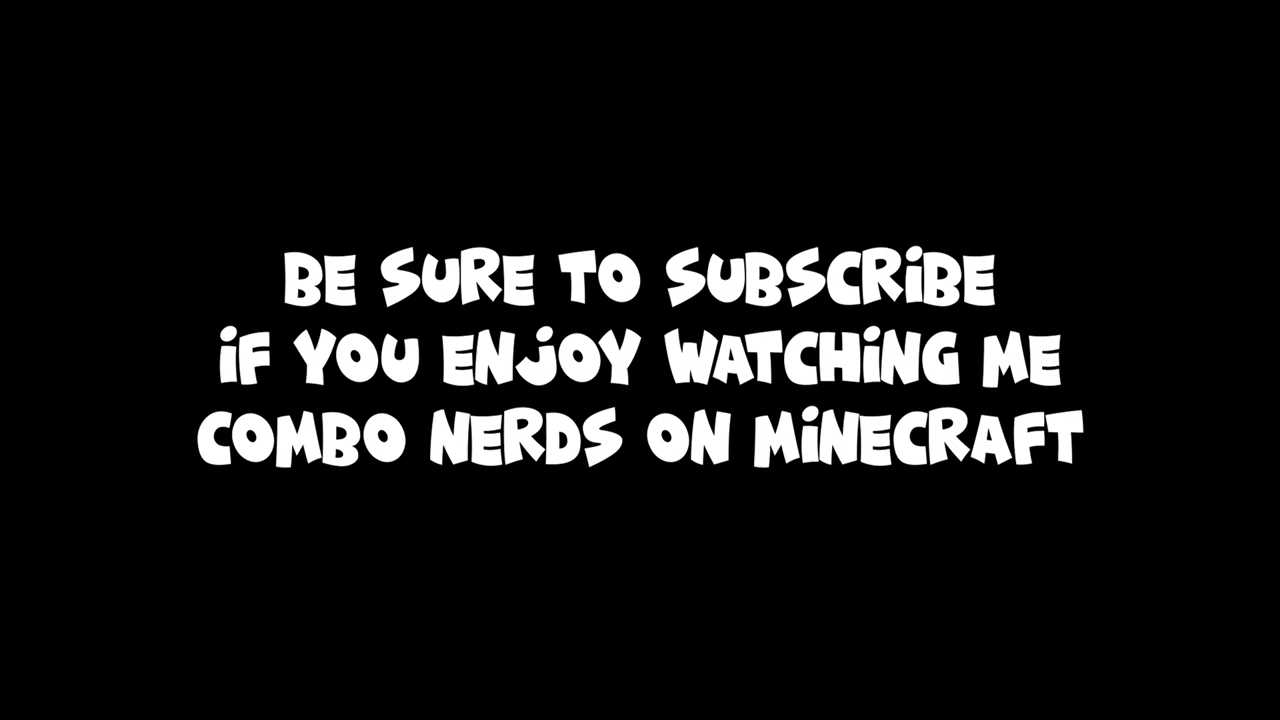 BE SURE TO SUBSCRIBE
iF YOU ENJOY WATCHiNG ME
COMBO NERDS ON MiNECRAFT